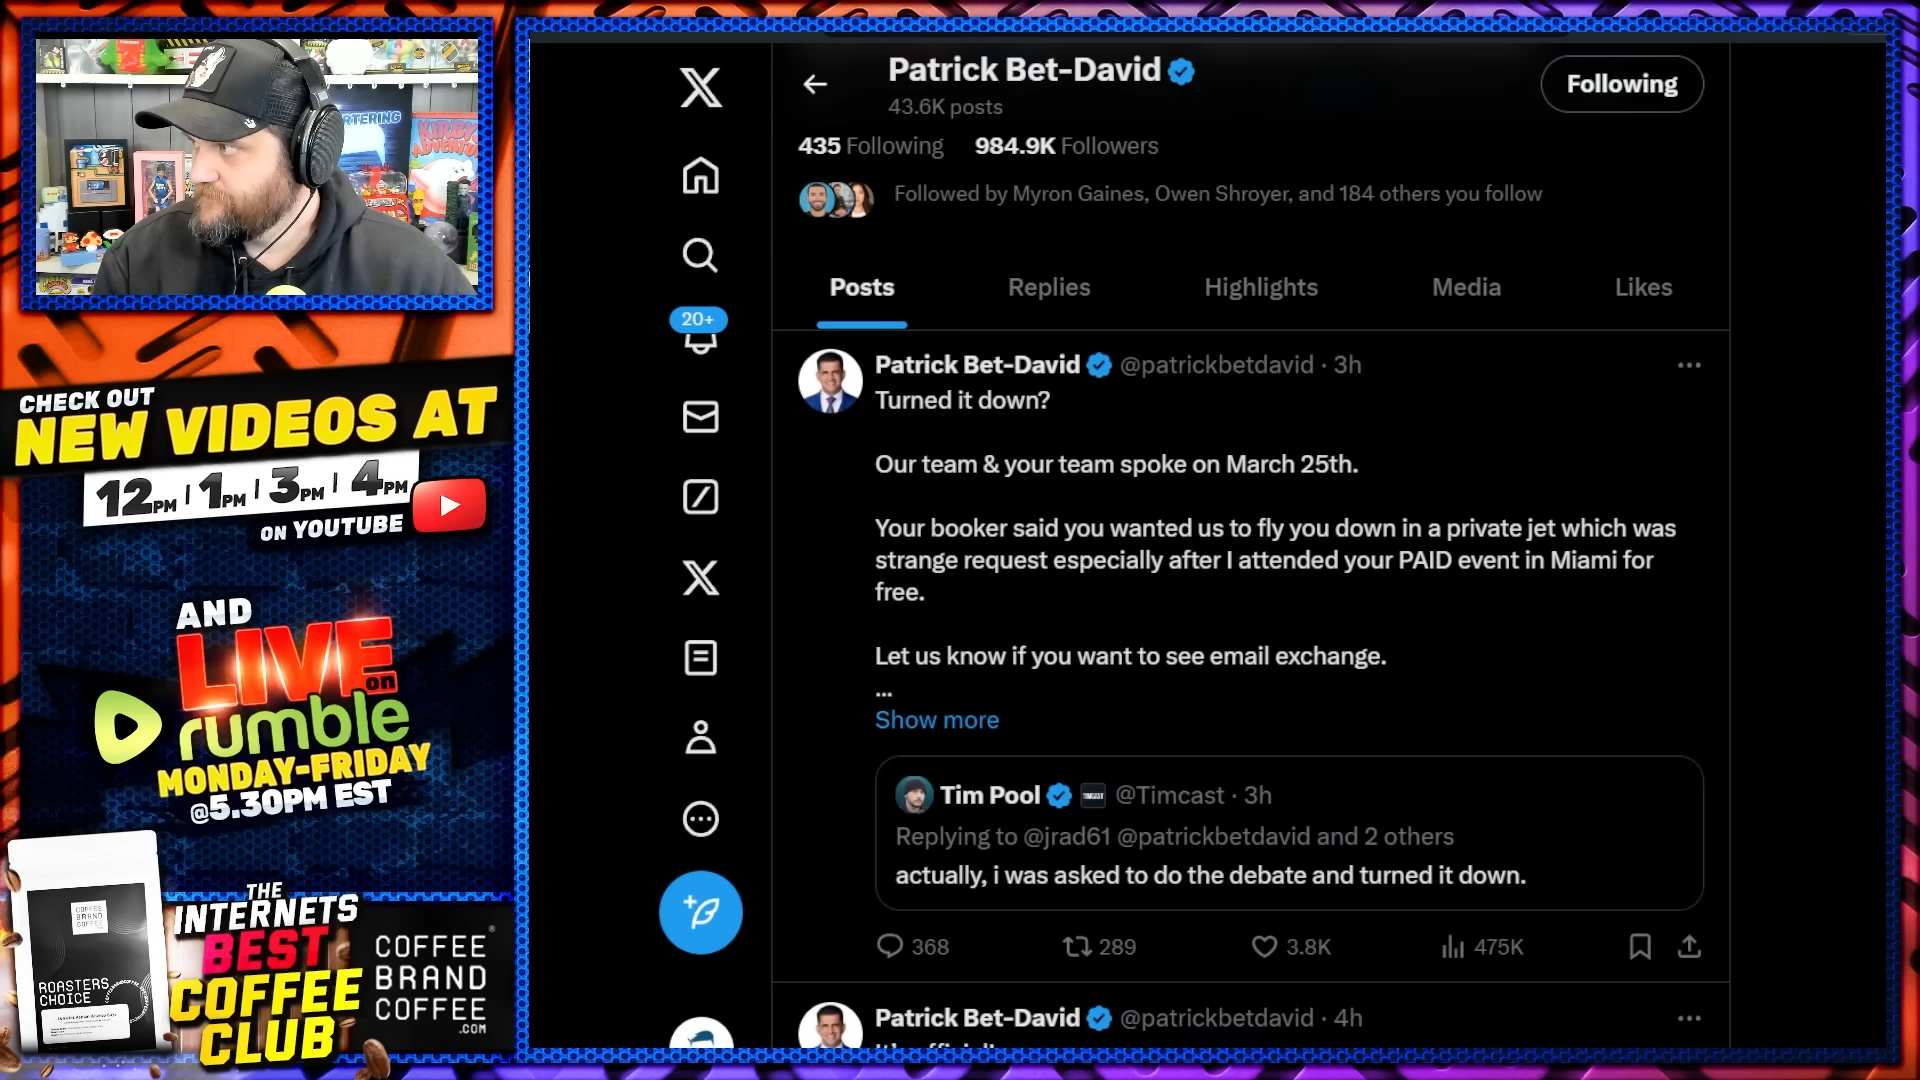 RTERING
KIRBY'S
ADVENTU
CHECK OUT
NEW VIDEOS AT
12PM | 1PM | 3PM | 4PM
ON YOUTUBE
AND
LIVE
on
rumble
MONDAY-FRIDAY
@5.30PM EST
COFFEE
BRAND
COFFEE
ROASTERS
CHOICE
THE
INTERNETS
BEST
COFFEE
CLUB
COFFEE
BRAND
COFFEE
.COM
Patrick Bet-David
43.6K posts
Following
435 Following 984.9K Followers
Followed by Myron Gaines, Owen Shroyer, and 184 others you follow
Posts Replies Highlights Media Likes
20+
Patrick Bet-David @patrickbetdavid · 3h
Turned it down?
Our team & your team spoke on March 25th.
Your booker said you wanted us to fly you down in a private jet which was
strange request especially after I attended your PAID event in Miami for
free.
Let us know if you want to see email exchange.
...
Show more
Tim Pool TIMCAST @Timcast · 3h
Replying to @jrad61 @patrickbetdavid and 2 others
actually, i was asked to do the debate and turned it down.
368 289 3.8K 475K
Patrick Bet-David @patrickbetdavid · 4h